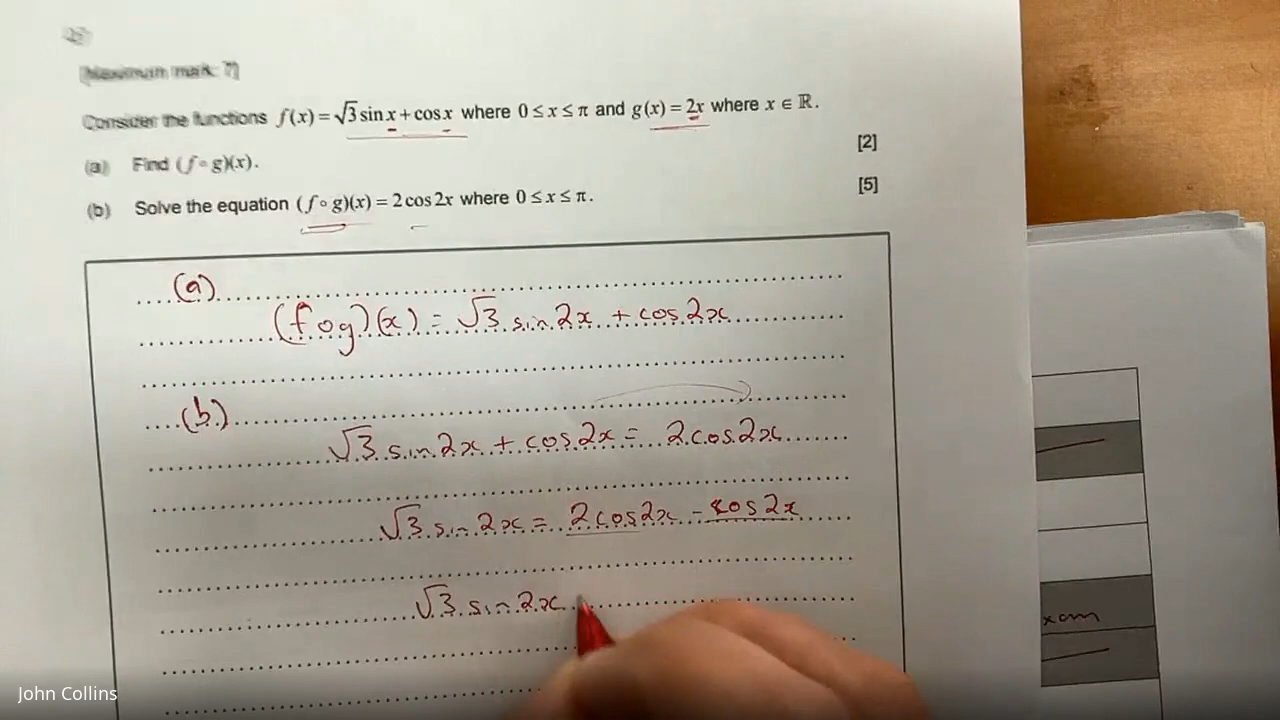 [Maximum mark: 7]
Consider the functions f(x) = √3 sin x + cos x where 0 ≤ x ≤ π and g(x) = 2x where x ∈ ℝ.
(a) Find (f∘g)(x). [2]
(b) Solve the equation (f∘g)(x) = 2 cos 2x where 0 ≤ x ≤ π. [5]
(a)
(fog)(x) = √3 sin 2x + cos 2x
(b)
√3 sin 2x + cos 2x = 2 cos 2x
√3 sin 2x = 2 cos 2x - cos 2x
√3 sin 2x
xam
John Collins